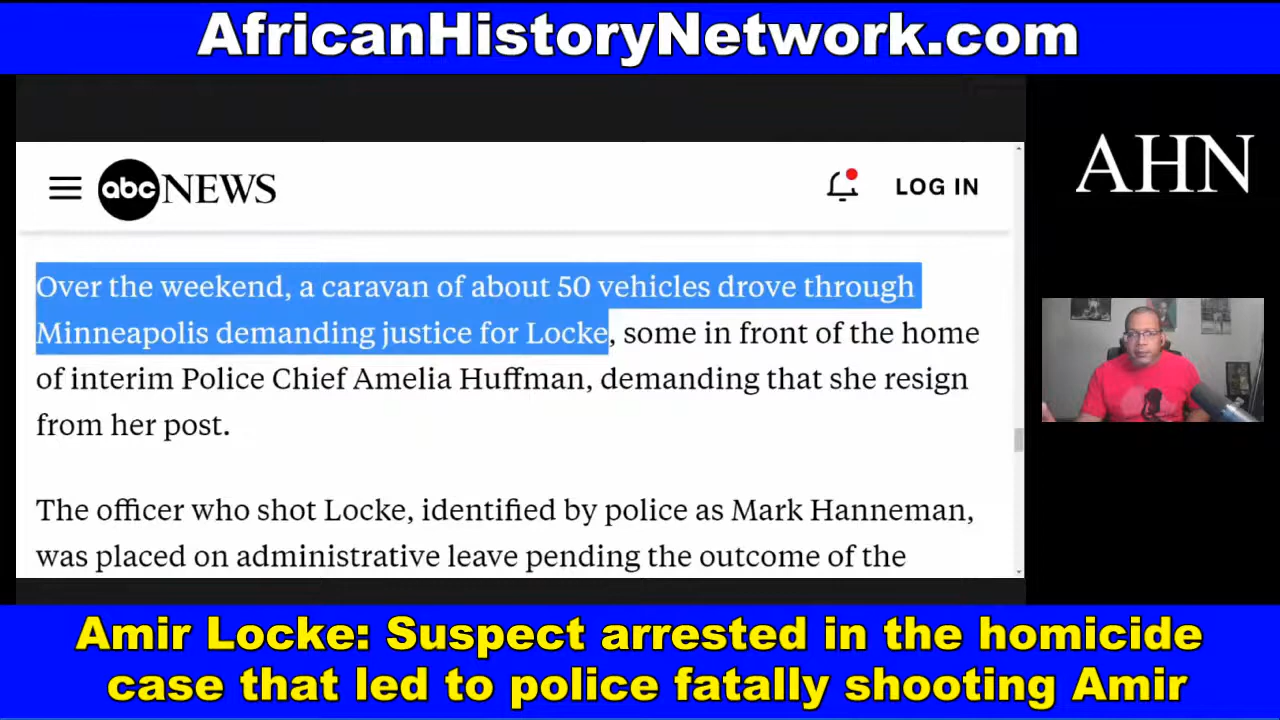 AfricanHistoryNetwork.com
abc NEWS
LOG IN
AHN
Over the weekend, a caravan of about 50 vehicles drove through
Minneapolis demanding justice for Locke, some in front of the home
of interim Police Chief Amelia Huffman, demanding that she resign
from her post.
The officer who shot Locke, identified by police as Mark Hanneman,
was placed on administrative leave pending the outcome of the
Amir Locke: Suspect arrested in the homicide
case that led to police fatally shooting Amir